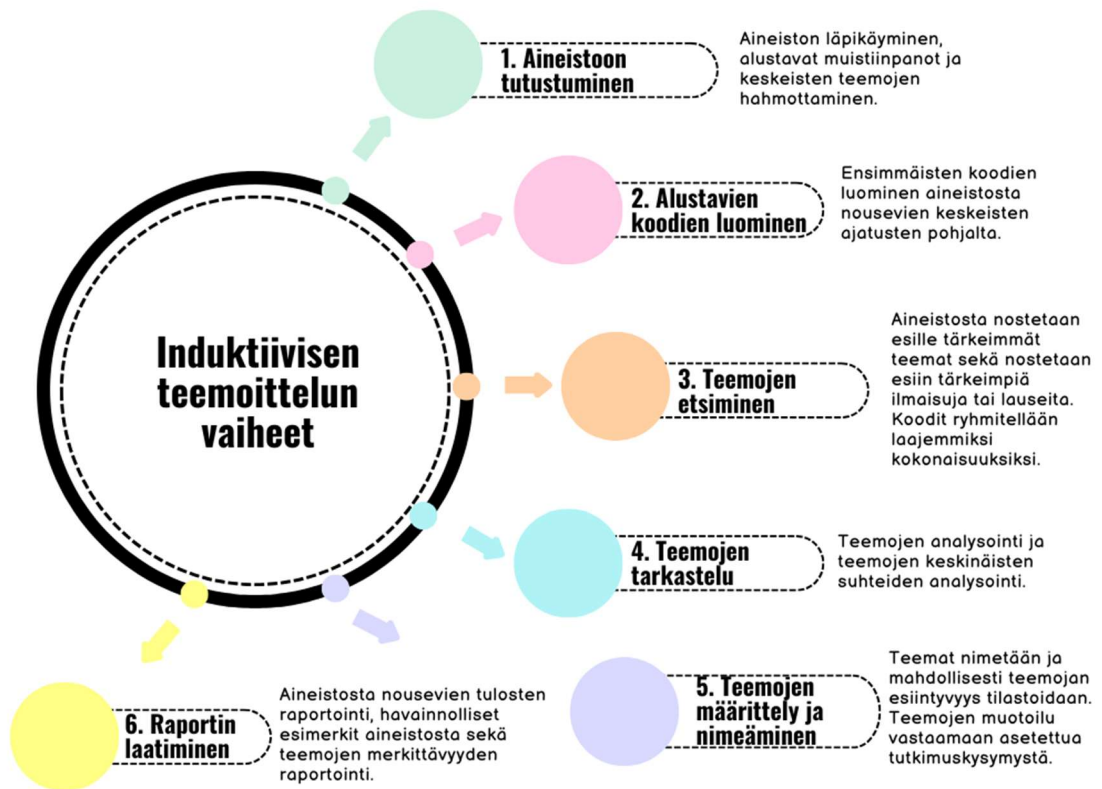 Induktiivisen
teemoittelun
vaiheet
1. Aineistoon
tutustuminen
Aineiston läpikäyminen,
alustavat muistiinpanot ja
keskeisten teemojen
hahmottaminen.
2. Alustavien
koodien luominen
Ensimmäisten koodien
luominen aineistosta
nousevien keskeisten
ajatusten pohjalta.
3. Teemojen
etsiminen
Aineistosta nostetaan
esille tärkeimmät
teemat sekä nostetaan
esiin tärkeimpiä
ilmaisuja tai lauseita.
Koodit ryhmitellään
laajemmiksi
kokonaisuuksiksi.
4. Teemojen
tarkastelu
Teemojen analysointi ja
teemojen keskinäisten
suhteiden analysointi.
5. Teemojen
määrittely ja
nimeäminen
Teemat nimetään ja
mahdollisesti teemojan
esiintyvyys tilastoidaan.
Teemojen muotoilu
vastaamaan asetettua
tutkimuskysymystä.
6. Raportin
laatiminen
Aineistosta nousevien tulosten
raportointi, havainnolliset
esimerkit aineistosta sekä
teemojen merkittävyyden
raportointi.